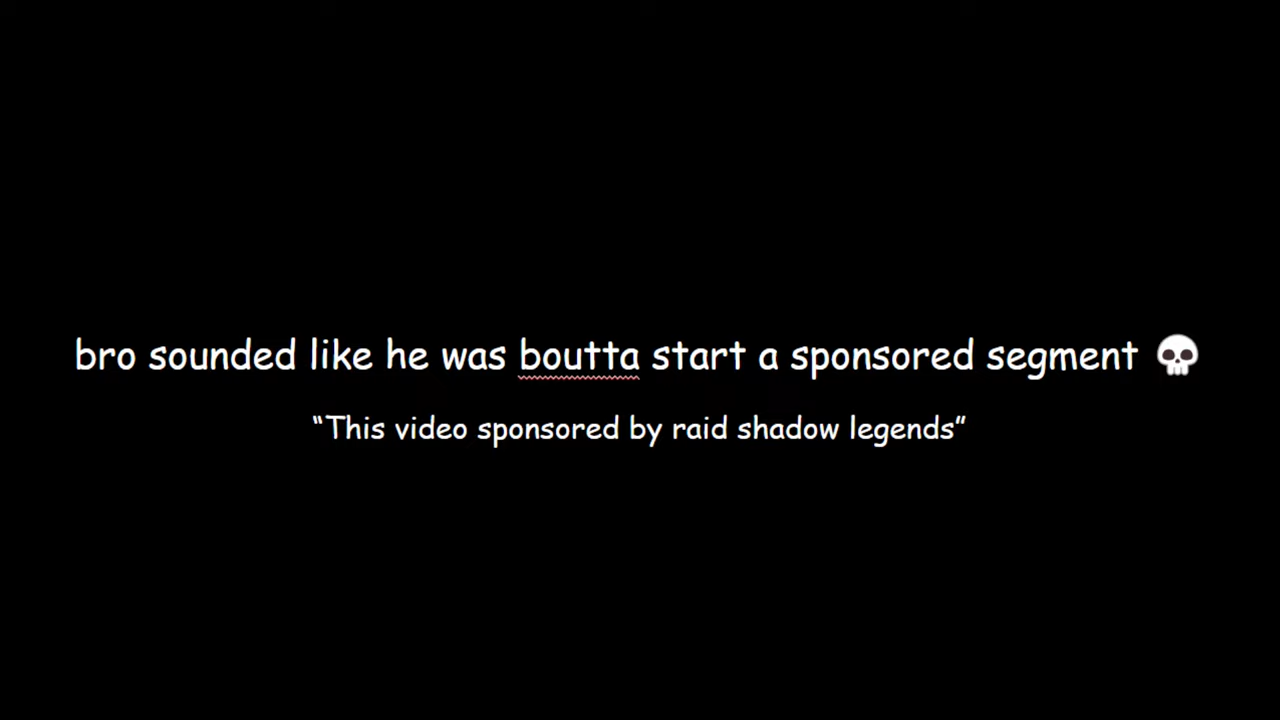 bro sounded like he was boutta start a sponsored segment 💀
“This video sponsored by raid shadow legends”